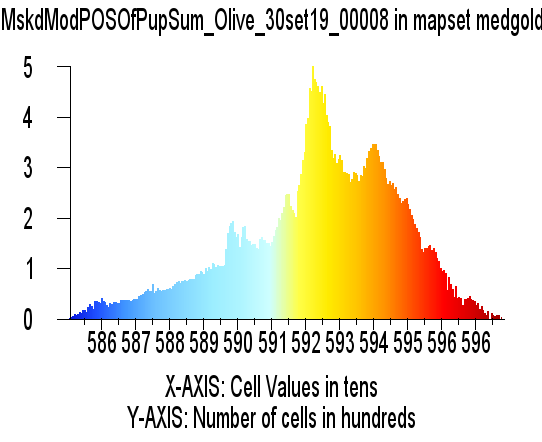 MskdModPOSOfPupSum_Olive_30set19_00008 in mapset medgold
5
4
3
2
1
0
586 587 588 589 590 591 592 593 594 595 596 596
X-AXIS: Cell Values in tens
Y-AXIS: Number of cells in hundreds